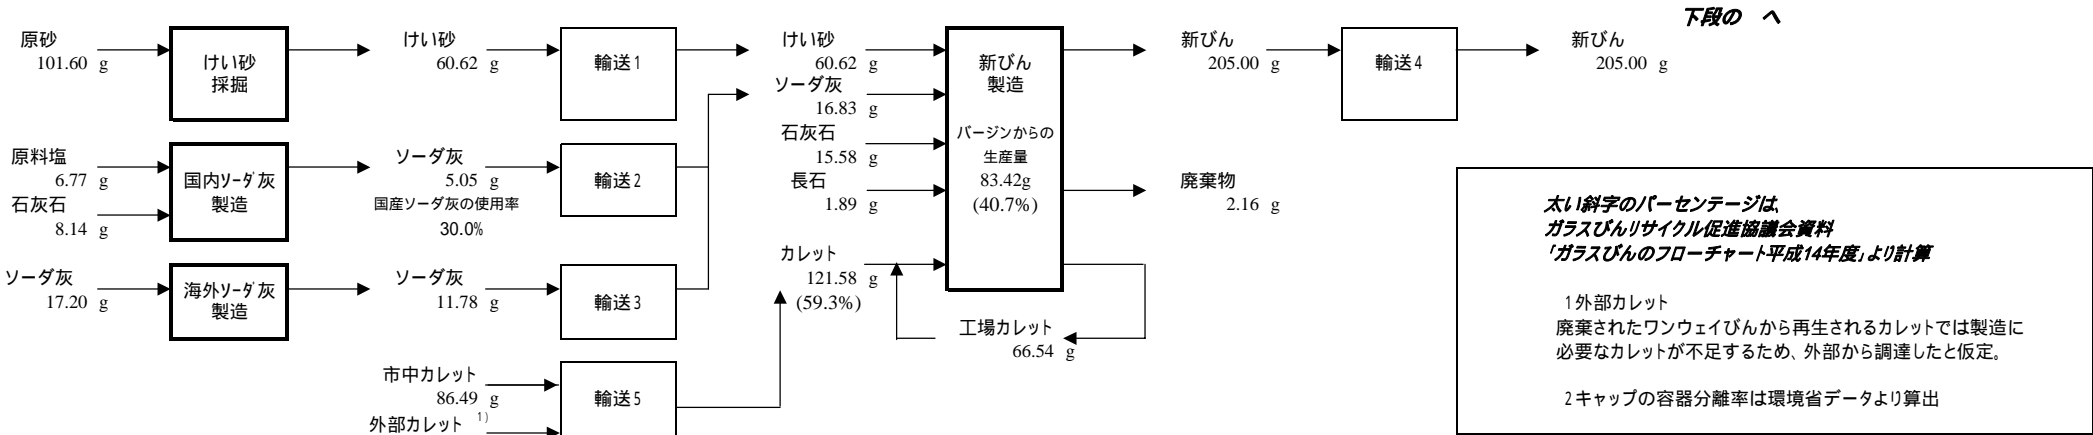 下段の へ
原砂
101.60 g
けい砂
採掘
けい砂
60.62 g
輸送1
けい砂
60.62 g
ソーダ灰
16.83 g
石灰石
15.58 g
長石
1.89 g
カレット
121.58 g
(59.3%)
新びん
製造
バージンからの
生産量
83.42g
(40.7%)
新びん
205.00 g
輸送4
新びん
205.00 g
原料塩
6.77 g
石灰石
8.14 g
国内ソーダ灰
製造
ソーダ灰
5.05 g
国産ソーダ灰の使用率
30.0%
輸送2
廃棄物
2.16 g
ソーダ灰
17.20 g
海外ソーダ灰
製造
ソーダ灰
11.78 g
輸送3
工場カレット
66.54 g
市中カレット
86.49 g
外部カレット 1)
輸送5
太い斜字のパーセンテージは、
ガラスびんリサイクル促進協議会資料
「ガラスびんのフローチャート平成14年度」より計算
1外部カレット
廃棄されたワンウェイびんから再生されるカレットでは製造に
必要なカレットが不足するため、外部から調達したと仮定。
2キャップの容器分離率は環境省データより算出